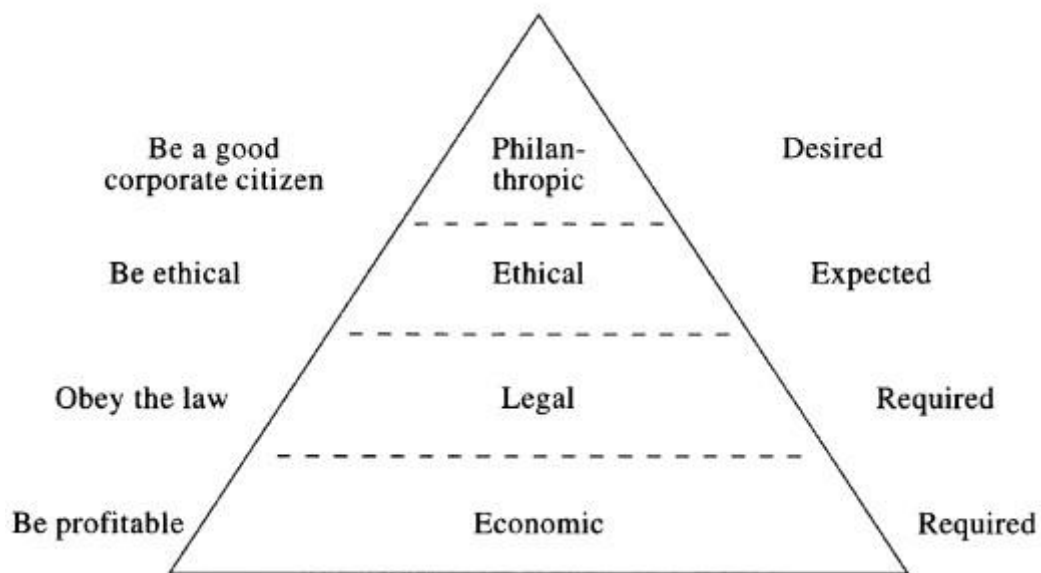 Be a good
corporate citizen
Philan-
thropic
Desired
Be ethical
Ethical
Expected
Obey the law
Legal
Required
Be profitable
Economic
Required